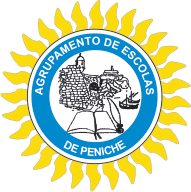 AGRUPAMENTO DE ESCOLAS
DE PENICHE